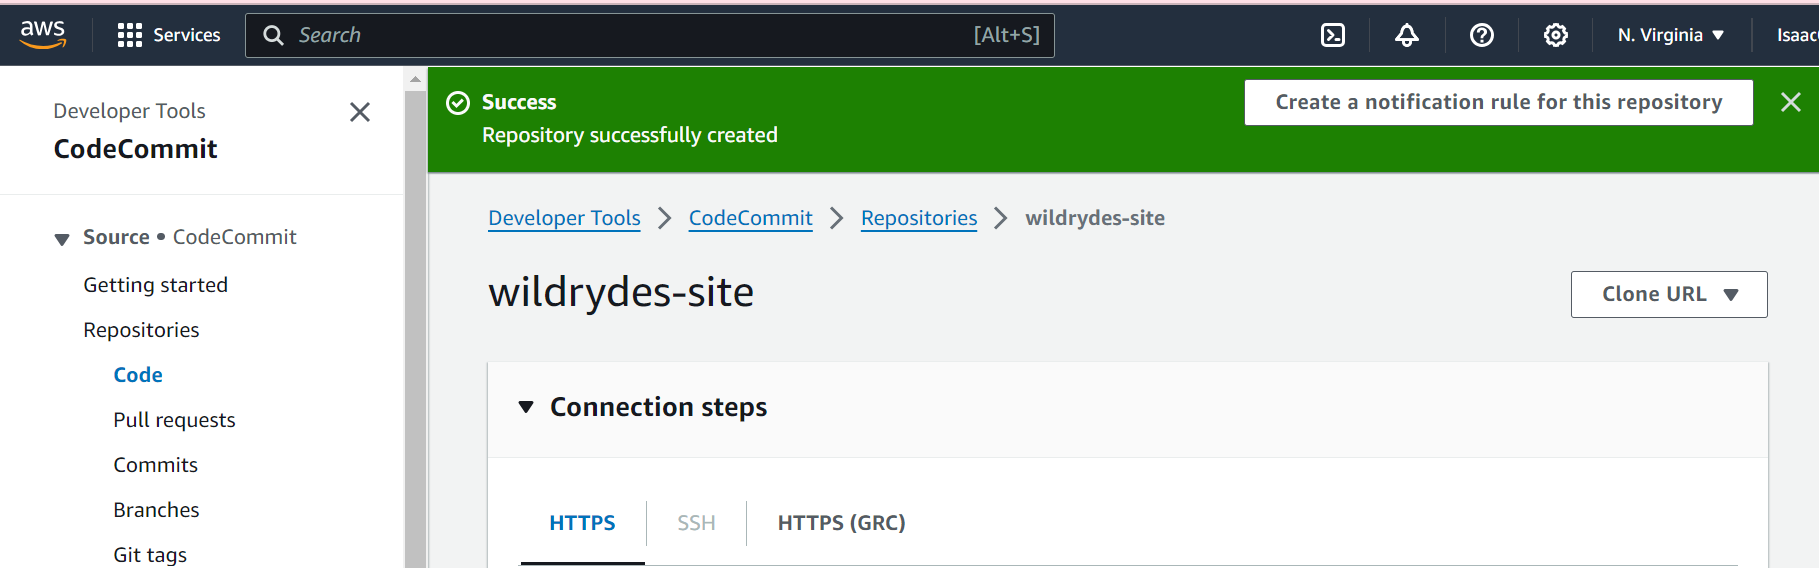 aws Services Search [Alt+S] N. Virginia Isaac
Developer Tools
CodeCommit
Source • CodeCommit
Getting started
Repositories
Code
Pull requests
Commits
Branches
Git tags
Success
Repository successfully created
Create a notification rule for this repository
Developer Tools CodeCommit Repositories wildrydes-site
wildrydes-site
Clone URL
Connection steps
HTTPS SSH HTTPS (GRC)